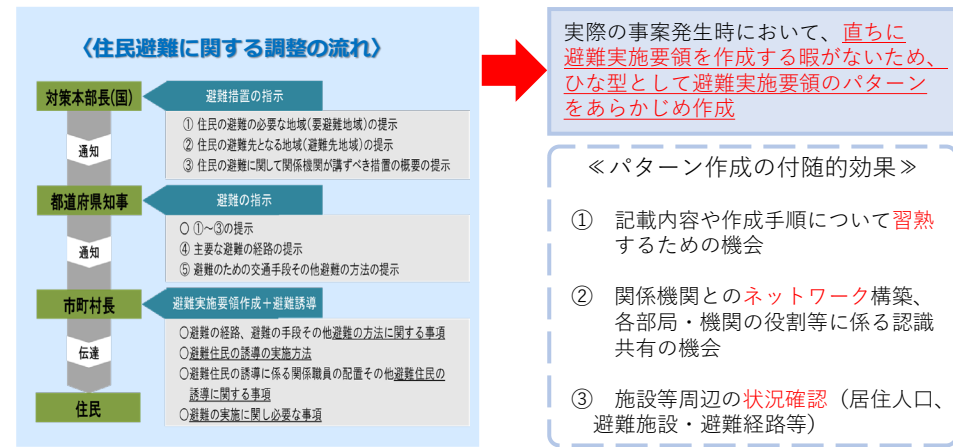 〈住民避難に関する調整の流れ〉
対策本部長(国)
避難措置の指示
① 住民の避難の必要な地域(要避難地域)の提示
② 住民の避難先となる地域(避難先地域)の提示
③ 住民の避難に関して関係機関が講ずべき措置の概要の提示
通知
都道府県知事
避難の指示
〇 ①～③の提示
④ 主要な避難の経路の提示
⑤ 避難のための交通手段その他避難の方法の提示
通知
市町村長
避難実施要領作成＋避難誘導
〇避難の経路、避難の手段その他避難の方法に関する事項
〇避難住民の誘導の実施方法
〇避難住民の誘導に係る関係職員の配置その他避難住民の
誘導に関する事項
〇避難の実施に関し必要な事項
伝達
住民
実際の事案発生時において、直ちに
避難実施要領を作成する暇がないため、
ひな型として避難実施要領のパターン
をあらかじめ作成
≪パターン作成の付随的効果≫
① 記載内容や作成手順について習熟
するための機会
② 関係機関とのネットワーク構築、
各部局・機関の役割等に係る認識
共有の機会
③ 施設等周辺の状況確認（居住人口、
避難施設・避難経路等）